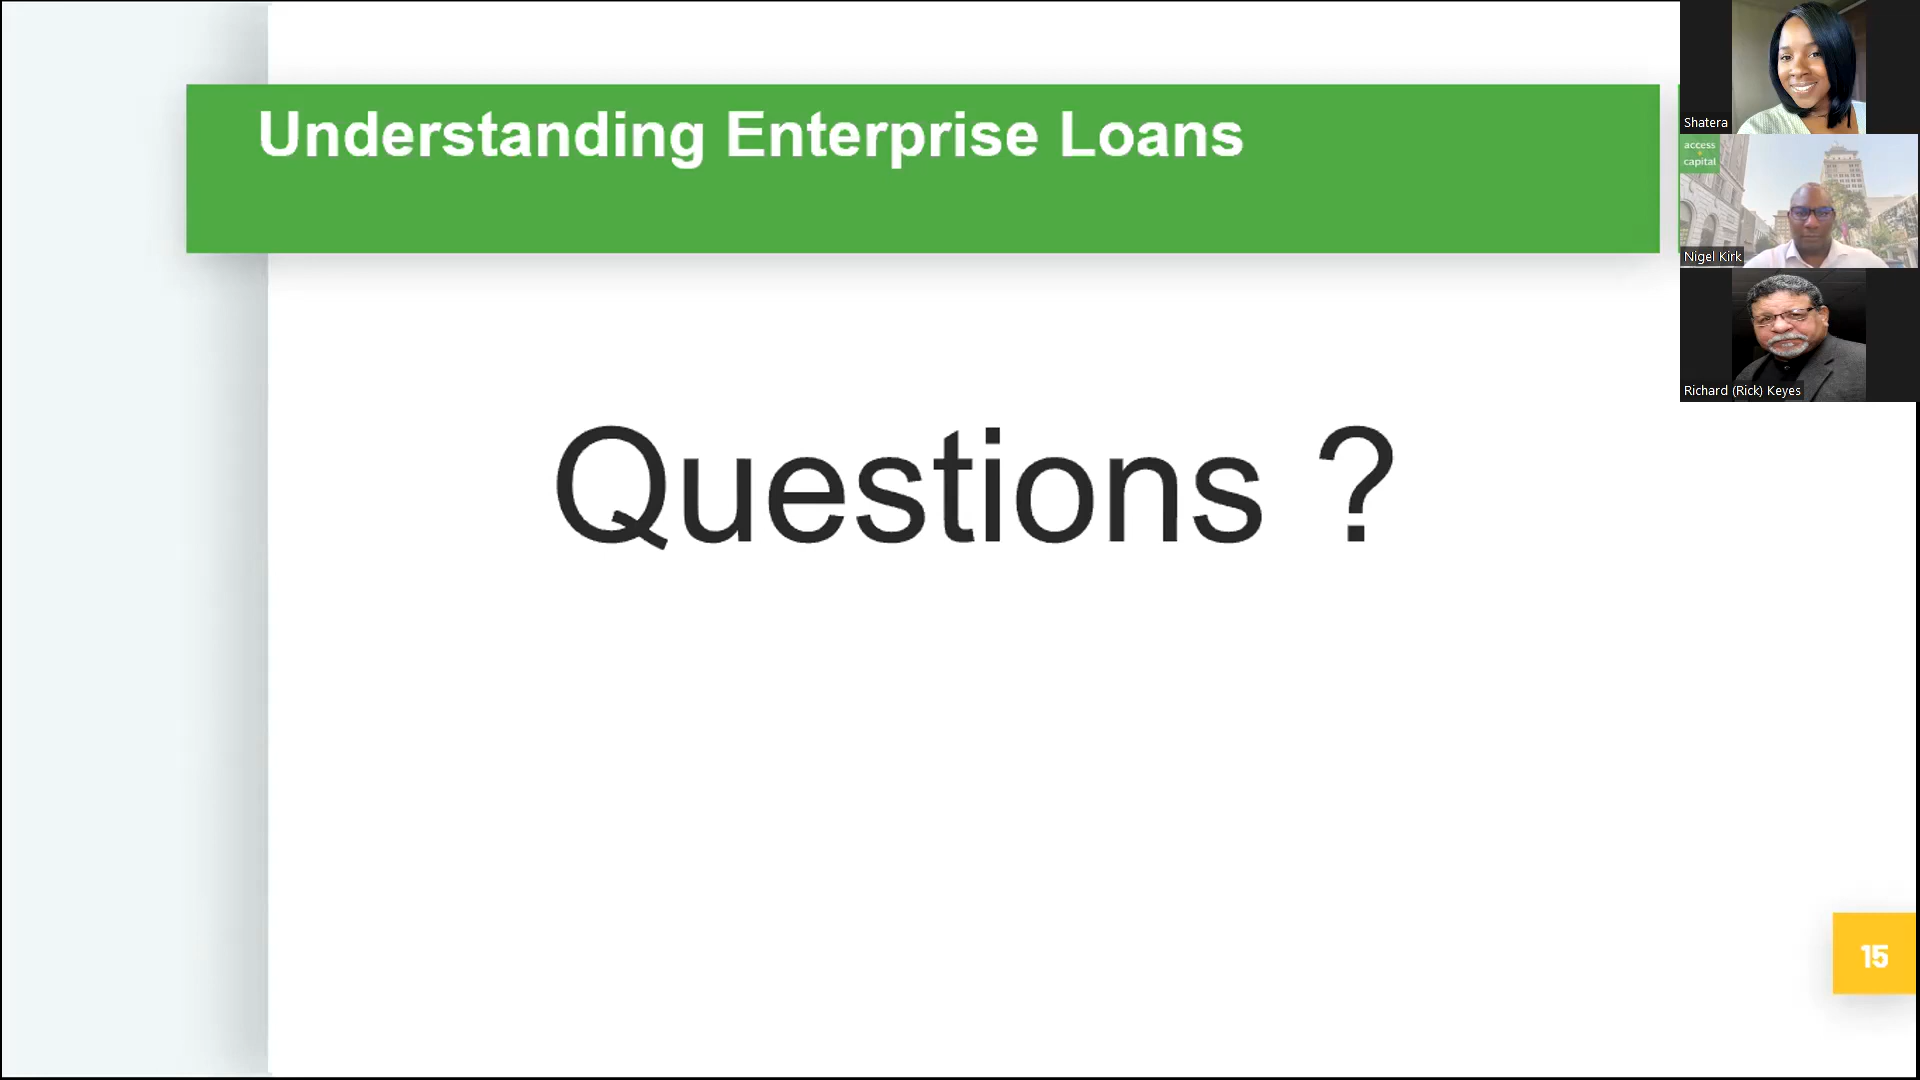 Understanding Enterprise Loans
Questions ?
15
Shatera
access
capital
Nigel Kirk
Richard (Rick) Keyes